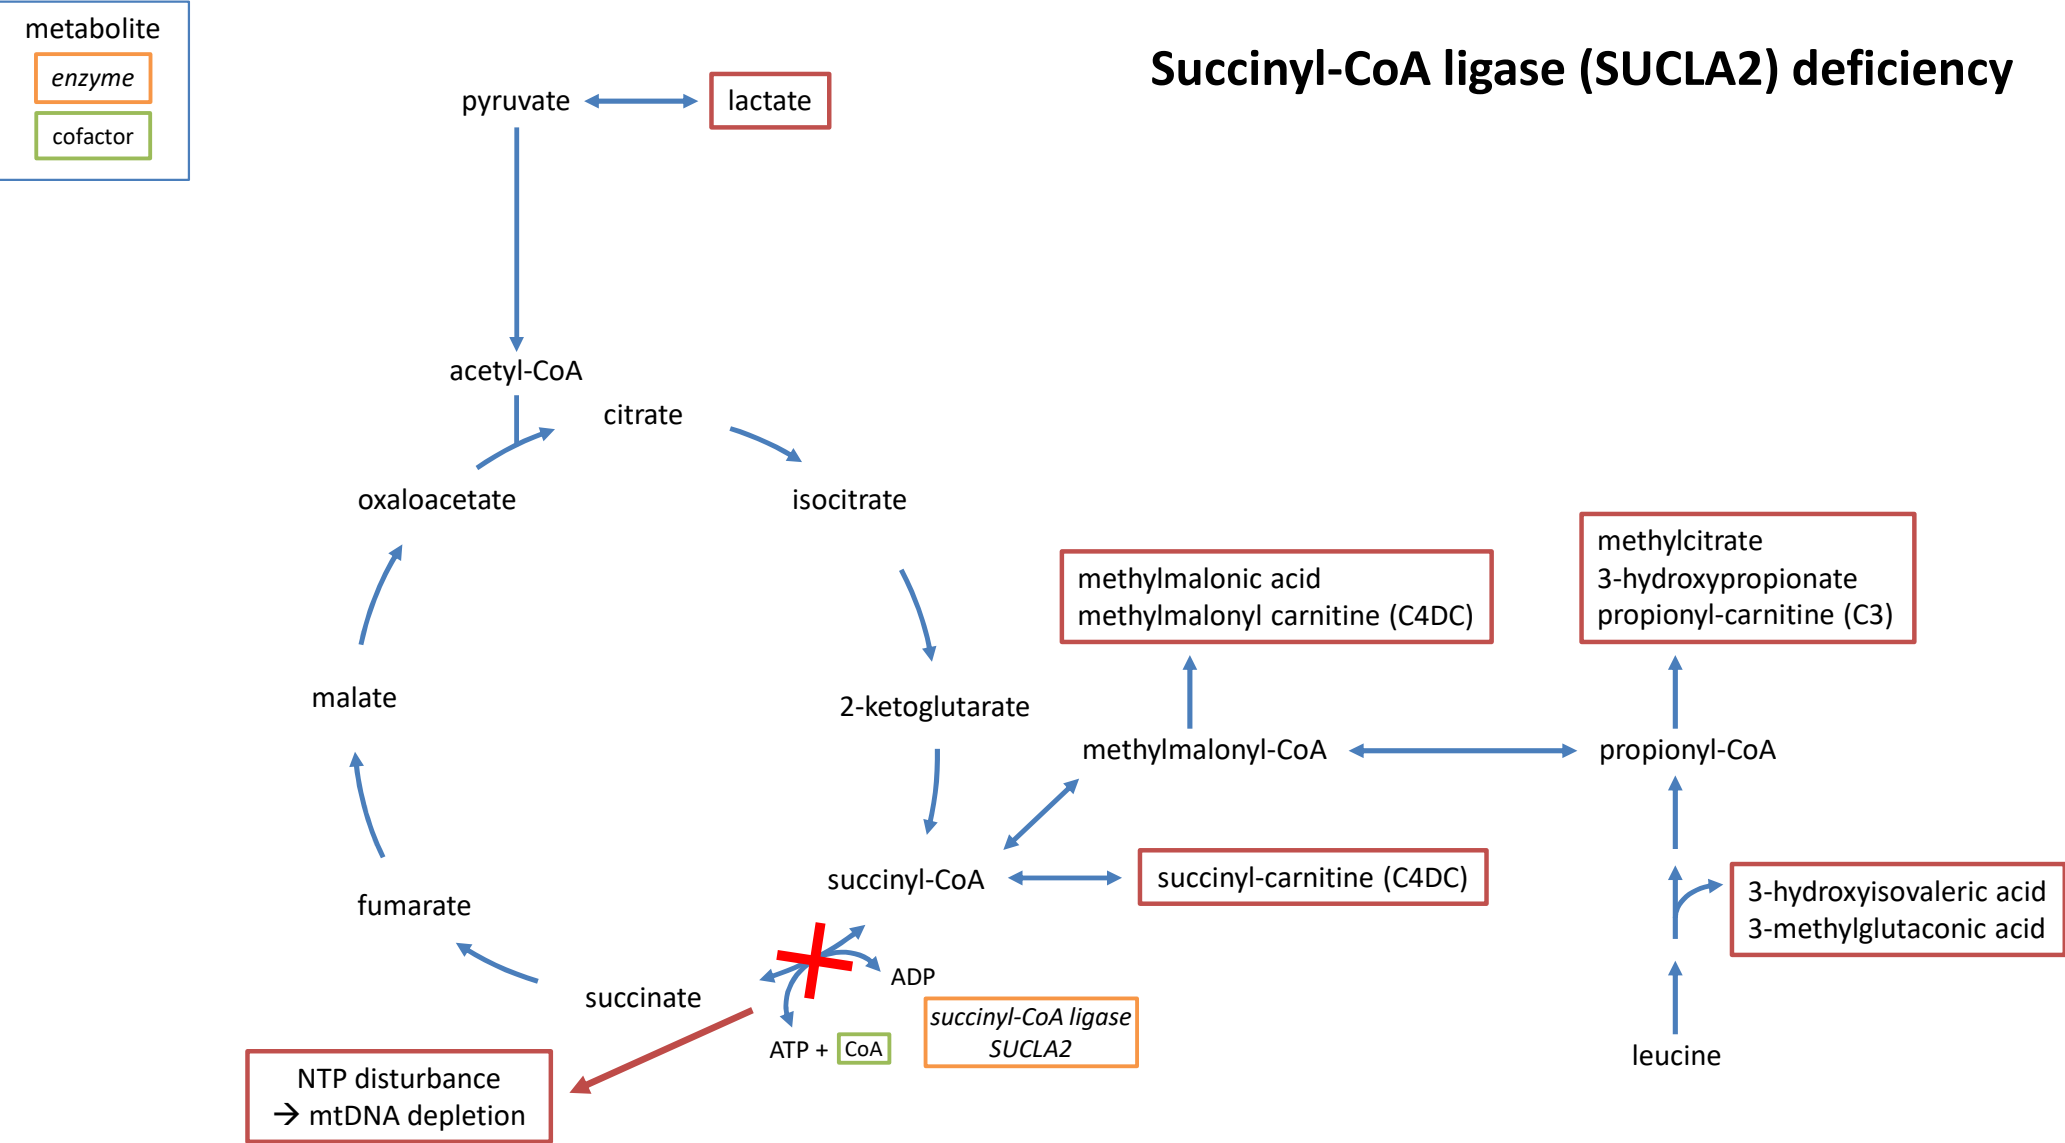 metabolite
enzyme
cofactor
Succinyl-CoA ligase (SUCLA2) deficiency
pyruvate
lactate
acetyl-CoA
citrate
oxaloacetate
isocitrate
methylcitrate
3-hydroxypropionate
propionyl-carnitine (C3)
methylmalonic acid
methylmalonyl carnitine (C4DC)
malate
2-ketoglutarate
methylmalonyl-CoA
propionyl-CoA
succinyl-CoA
succinyl-carnitine (C4DC)
3-hydroxyisovaleric acid
3-methylglutaconic acid
fumarate
succinate
ADP
succinyl-CoA ligase
SUCLA2
ATP + CoA
leucine
NTP disturbance
→ mtDNA depletion